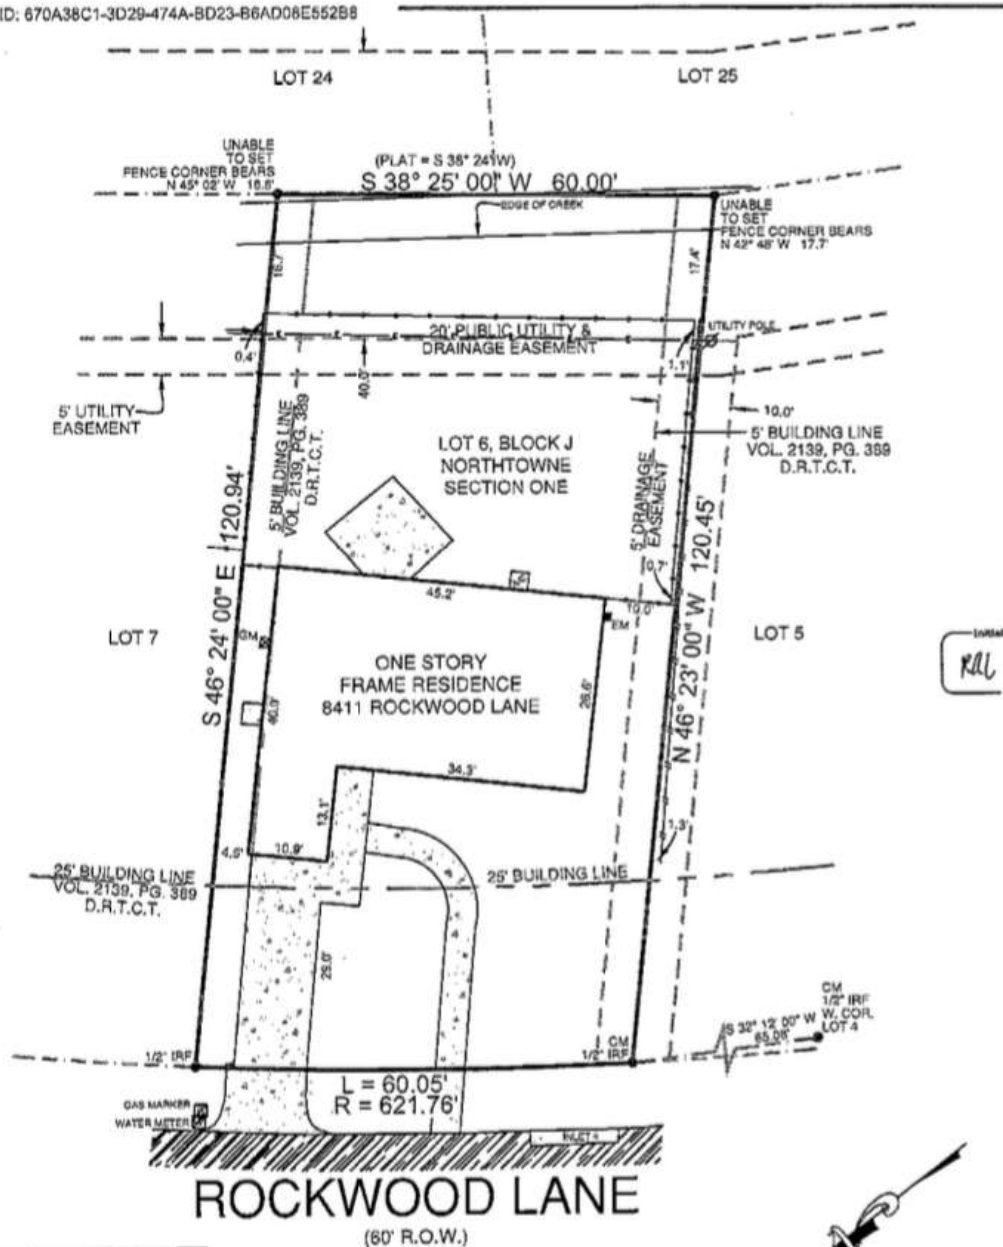 ID: 670A38C1-3D29-474A-BD23-B6AD08E552B8
LOT 24
LOT 25
UNABLE
TO SET
FENCE CORNER BEARS
N 45° 02' W 16.6'
(PLAT = S 38° 24' W)
S 38° 25' 00" W 60.00'
EDGE OF CREEK
UNABLE
TO SET
FENCE CORNER BEARS
N 42° 48' W 17.7'
16.7'
17.4'
20' PUBLIC UTILITY &
DRAINAGE EASEMENT
UTILITY POLE
0.4'
1.1'
40.0'
5' UTILITY
EASEMENT
10.0'
5' BUILDING LINE
VOL. 2139, PG. 389
D.R.T.C.T.
5' BUILDING LINE
VOL. 2139, PG. 389
D.R.T.C.T.
LOT 6, BLOCK J
NORTHTOWNE
SECTION ONE
5' DRAINAGE
EASEMENT
S 46° 24' 00" E 120.94'
N 46° 23' 00" W 120.45'
0.7'
45.2'
10.0'
EM
GM
LOT 7
LOT 5
ONE STORY
FRAME RESIDENCE
8411 ROCKWOOD LANE
40.0'
26.6'
34.3'
13.1'
4.5'
10.9'
1.3'
25' BUILDING LINE
VOL. 2139, PG. 389
D.R.T.C.T.
25' BUILDING LINE
29.0'
CM
1/2" IRF
W. COR.
LOT 4
S 32° 12' 00" W
65.08'
1/2" IRF
CM
1/2" IRF
L = 60.05'
R = 621.76'
GAS MARKER
WATER METER
INLET
ROCKWOOD LANE
(60' R.O.W.)
Initial
RRL